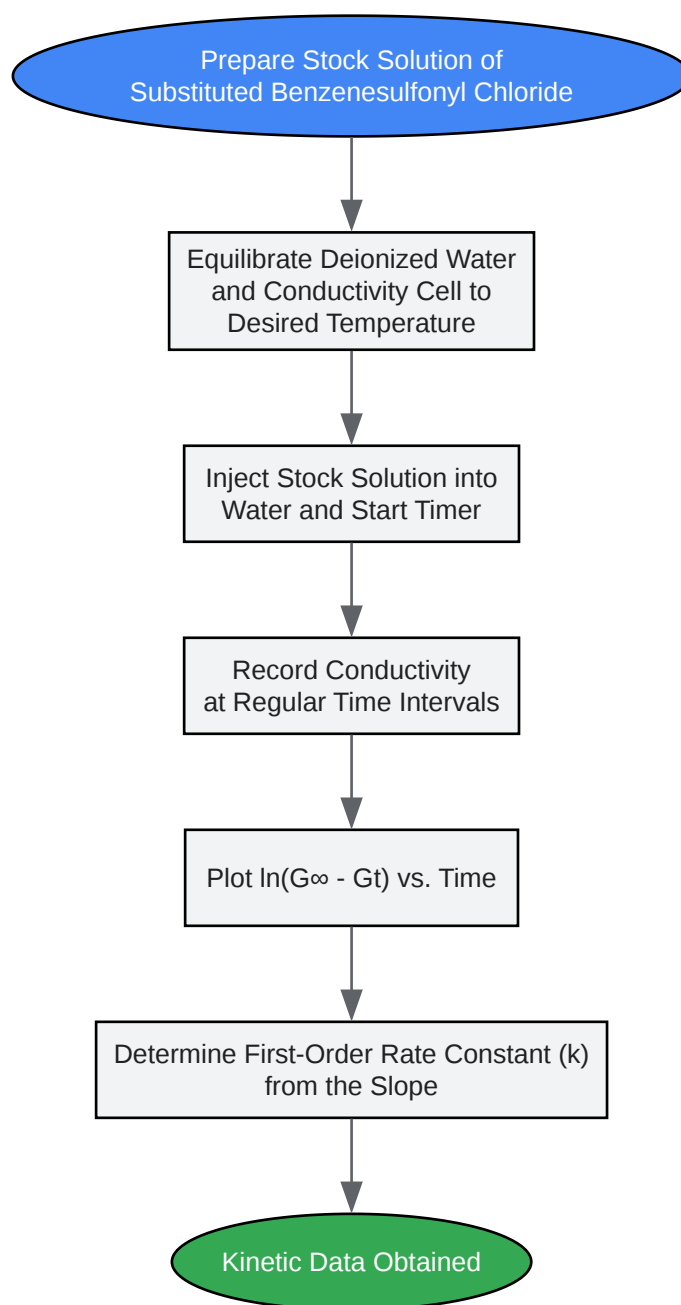 Prepare Stock Solution of
Substituted Benzenesulfonyl Chloride
Equilibrate Deionized Water
and Conductivity Cell to
Desired Temperature
Inject Stock Solution into
Water and Start Timer
Record Conductivity
at Regular Time Intervals
Plot ln(G∞ - Gt) vs. Time
Determine First-Order Rate Constant (k)
from the Slope
Kinetic Data Obtained